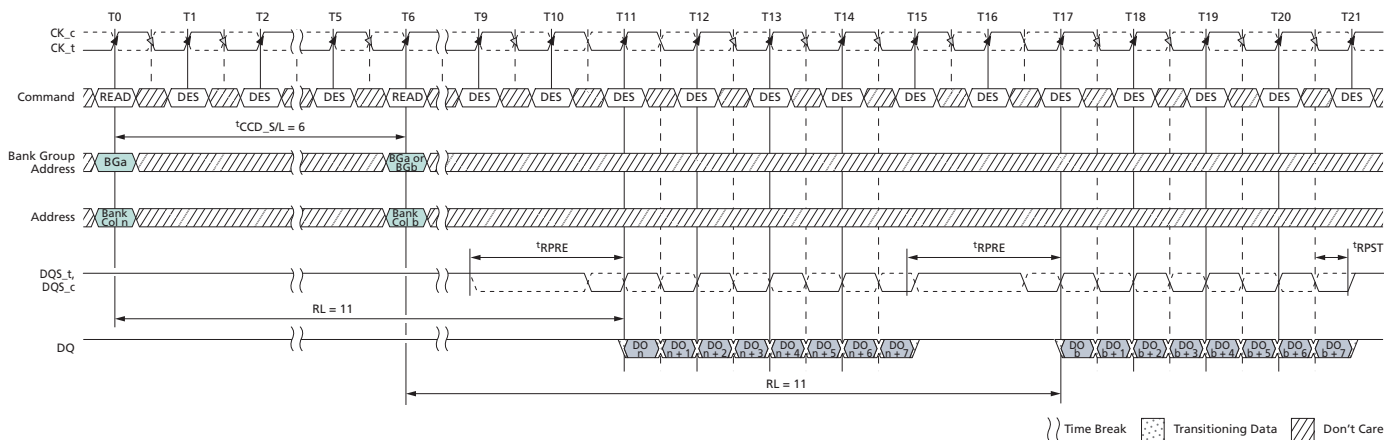 T0 T1 T2 T5 T6 T9 T10 T11 T12 T13 T14 T15 T16 T17 T18 T19 T20 T21
CK_c
CK_t
Command READ DES DES DES READ DES DES DES DES DES DES DES DES DES DES DES DES DES
tCCD_S/L = 6
Bank Group
Address
BGa
BGa or
BGb
Address
Bank
Col n
Bank
Col b
tRPRE tRPRE tRPST
DQS_t,
DQS_c
RL = 11
DQ
DO
n
DO
n + 1
DO
n + 2
DO
n + 3
DO
n + 4
DO
n + 5
DO
n + 6
DO
n + 7
DO
b
DO
b + 1
DO
b + 2
DO
b + 3
DO
b + 4
DO
b + 5
DO
b + 6
DO
b + 7
RL = 11
Time Break Transitioning Data Don't Care